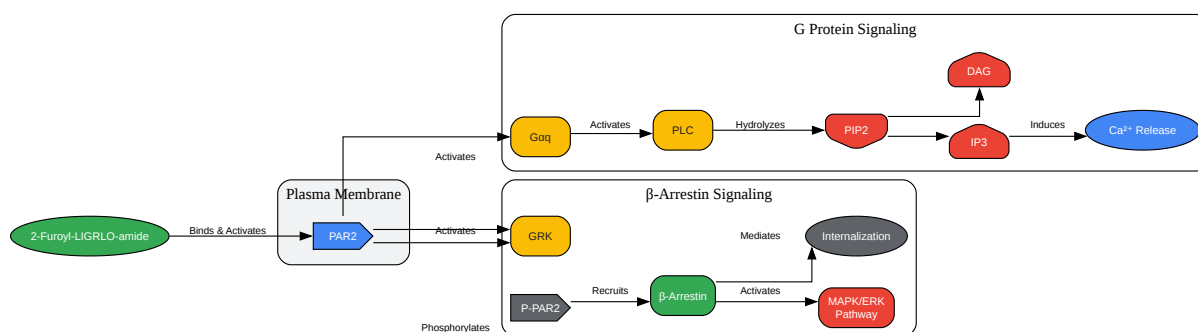 G Protein Signaling
DAG
Gαq
Activates
PLC
Hydrolyzes
PIP2
IP3
Induces
Ca²⁺ Release
Activates
Plasma Membrane
β-Arrestin Signaling
2-Furoyl-LIGRLO-amide
Binds & Activates
PAR2
Activates
GRK
Mediates
Internalization
P-PAR2
Recruits
β-Arrestin
Activates
MAPK/ERK
Pathway
Phosphorylates